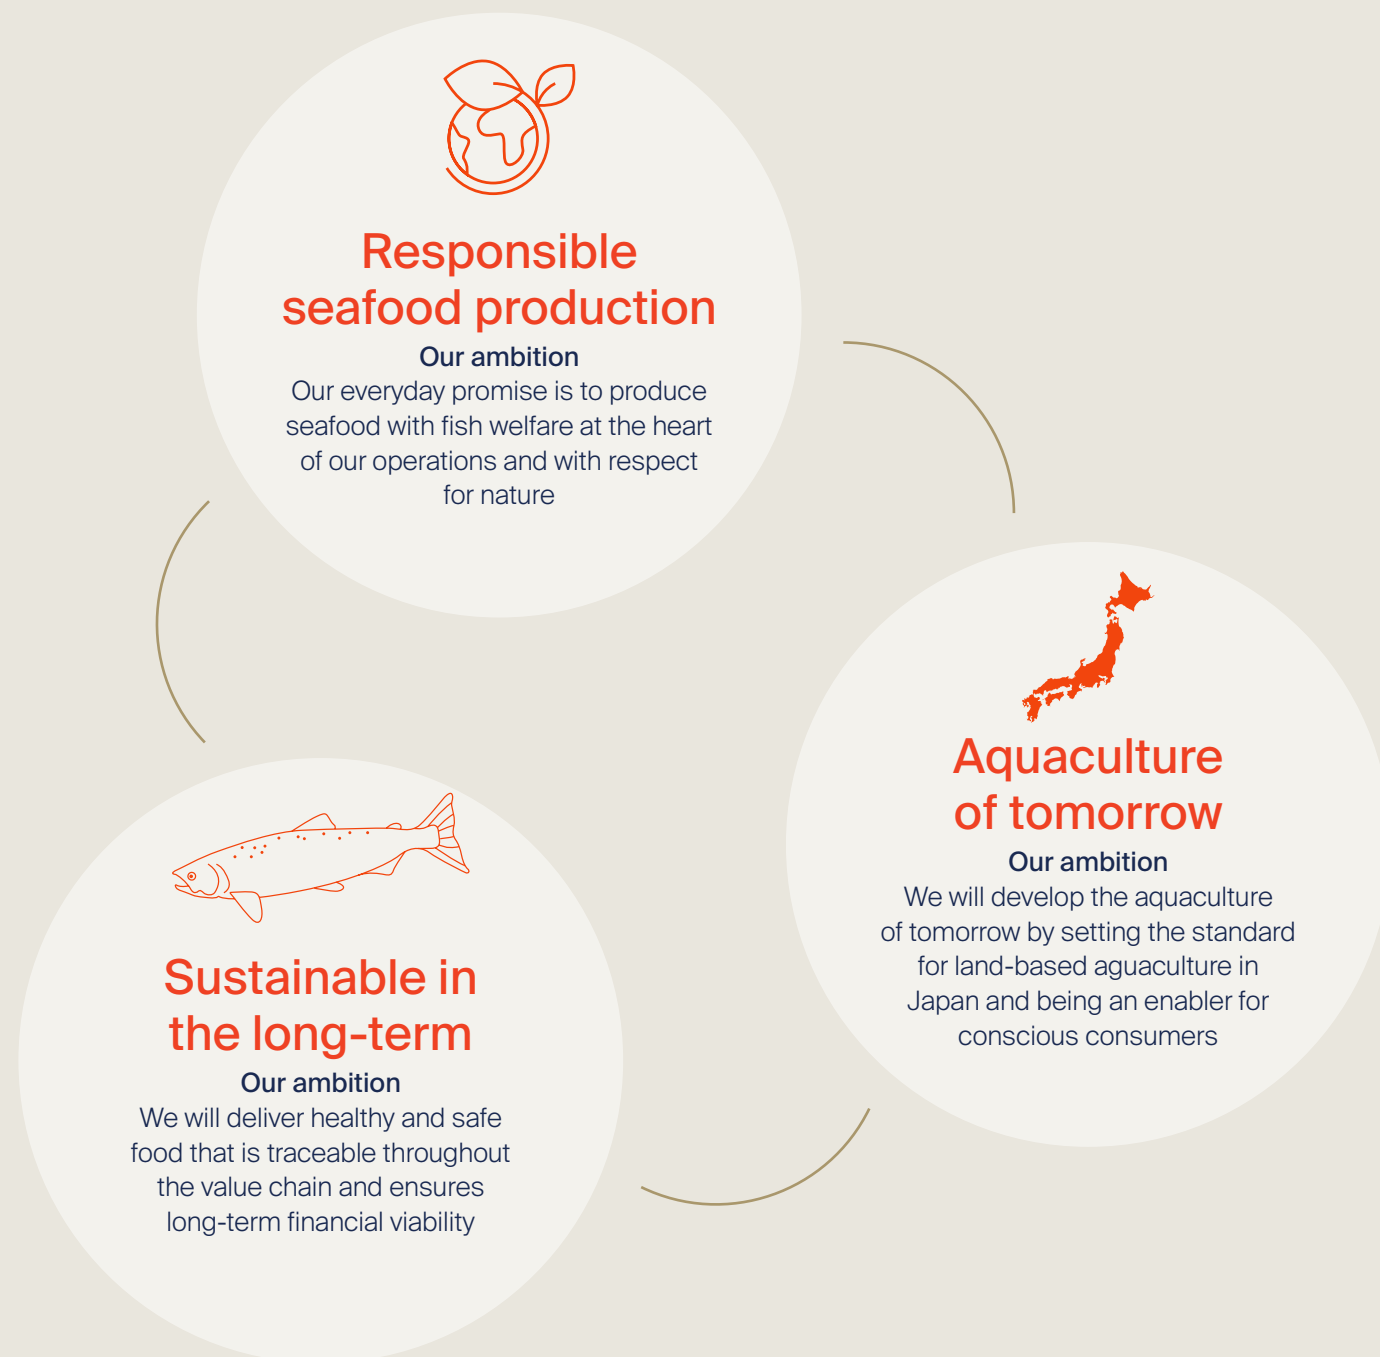 Responsible
seafood production
Our ambition
Our everyday promise is to produce
seafood with fish welfare at the heart
of our operations and with respect
for nature
Aquaculture
of tomorrow
Our ambition
We will develop the aquaculture
of tomorrow by setting the standard
for land-based aguaculture in
Japan and being an enabler for
conscious consumers
Sustainable in
the long-term
Our ambition
We will deliver healthy and safe
food that is traceable throughout
the value chain and ensures
long-term financial viability